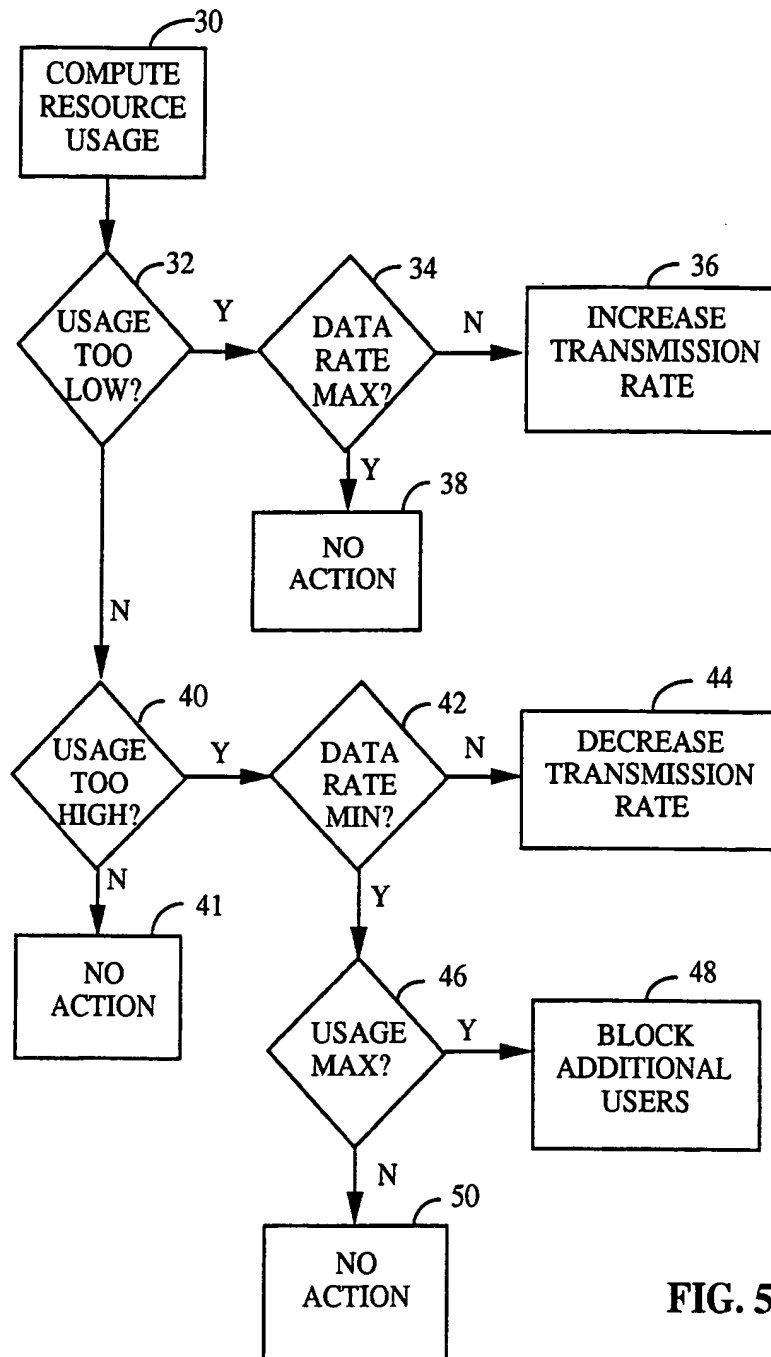 30
COMPUTE
RESOURCE
USAGE
32
USAGE
TOO
LOW?
Y
34
DATA
RATE
MAX?
N
36
INCREASE
TRANSMISSION
RATE
Y
38
NO
ACTION
N
40
USAGE
TOO
HIGH?
Y
42
DATA
RATE
MIN?
N
44
DECREASE
TRANSMISSION
RATE
N
41
NO
ACTION
Y
46
USAGE
MAX?
Y
48
BLOCK
ADDITIONAL
USERS
N
50
NO
ACTION
FIG. 5